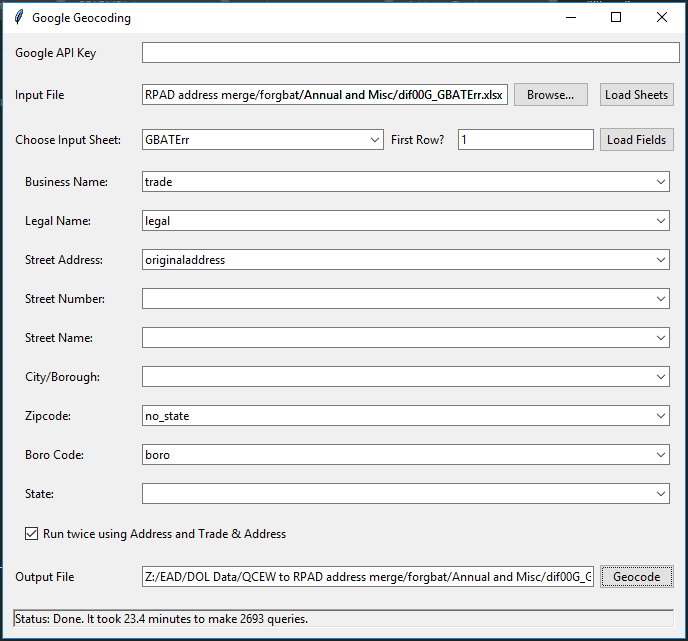 Google Geocoding
Google API Key
Input File RPAD address merge/forgbat/Annual and Misc/dif00G_GBATErr.xlsx Browse... Load Sheets
Choose Input Sheet: GBATErr First Row? 1 Load Fields
Business Name: trade
Legal Name: legal
Street Address: originaladdress
Street Number:
Street Name:
City/Borough:
Zipcode: no_state
Boro Code: boro
State:
Run twice using Address and Trade & Address
Output File Z:/EAD/DOL Data/QCEW to RPAD address merge/forgbat/Annual and Misc/dif00G_G Geocode
Status: Done. It took 23.4 minutes to make 2693 queries.